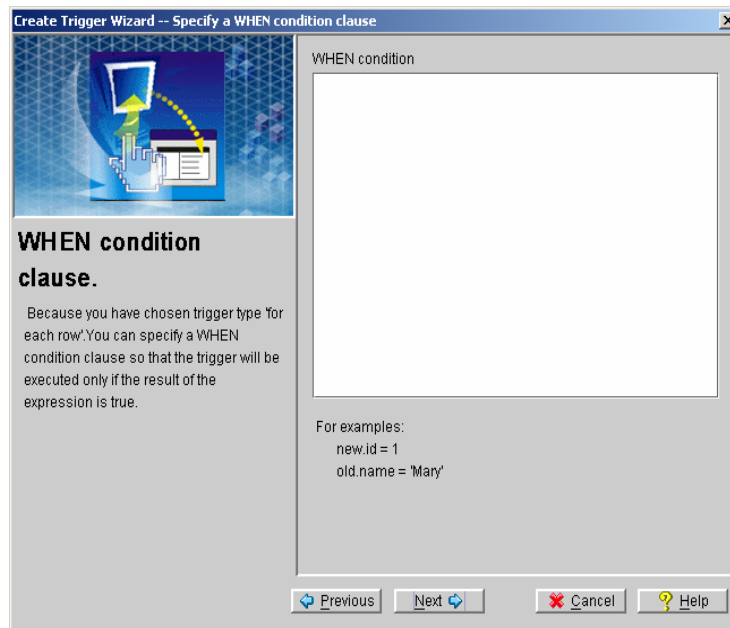 Create Trigger Wizard -- Specify a WHEN condition clause
WHEN condition
WHEN condition
clause.
Because you have chosen trigger type 'for
each row'.You can specify a WHEN
condition clause so that the trigger will be
executed only if the result of the
expression is true.
For examples:
new.id = 1
old.name = 'Mary'
Previous
Next
Cancel
Help